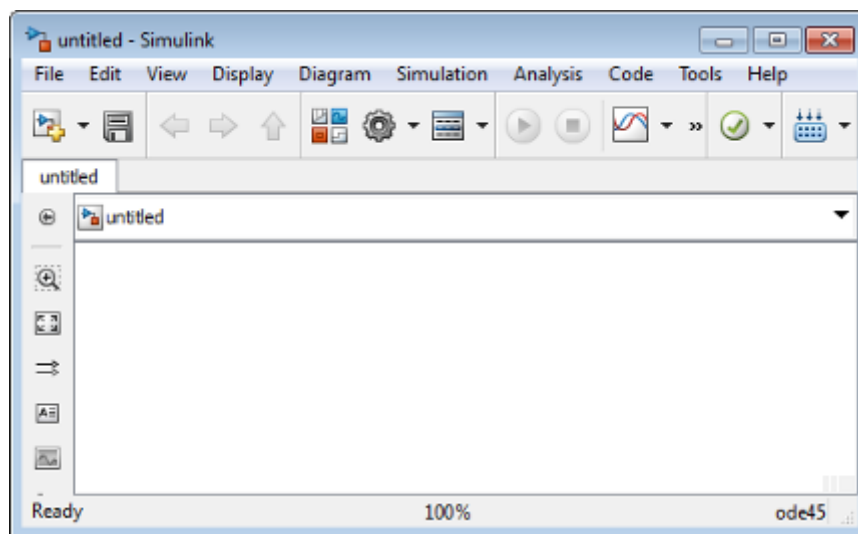 untitled - Simulink
File Edit View Display Diagram Simulation Analysis Code Tools Help
untitled
untitled
Ready 100% ode45